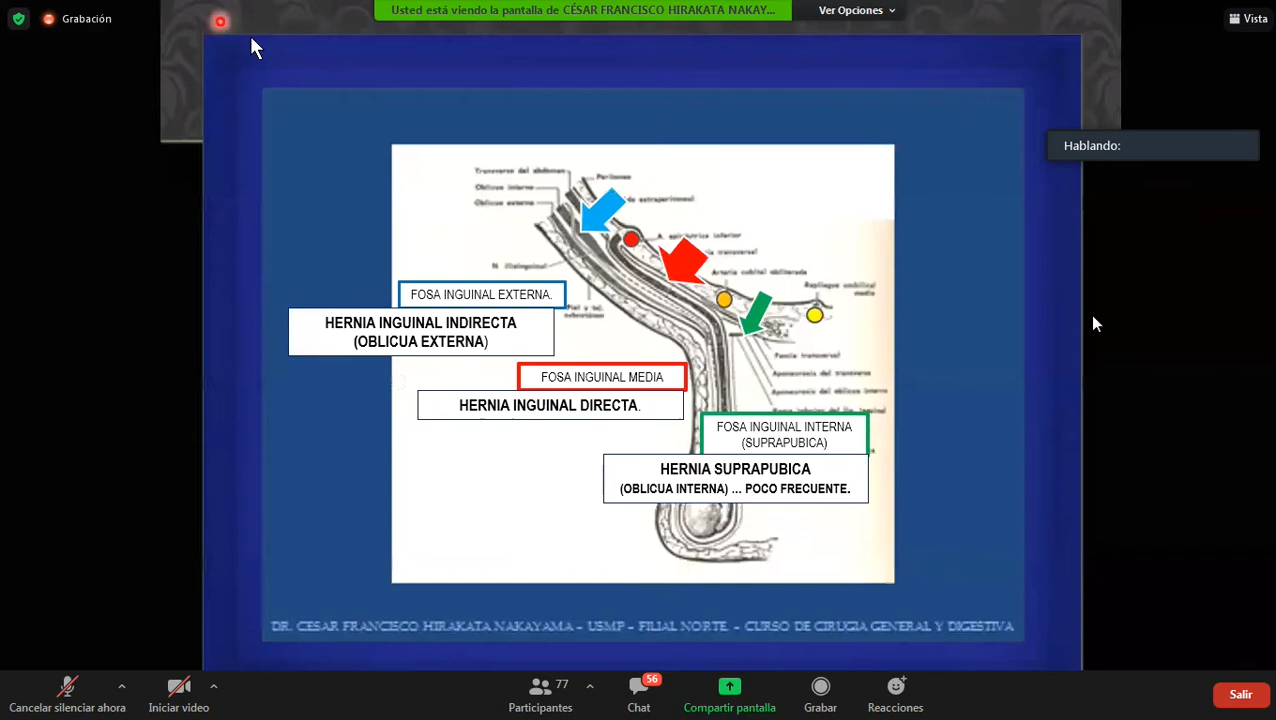 Grabación
Usted está viendo la pantalla de CÉSAR FRANCISCO HIRAKATA NAKAY...
Ver Opciones
Vista
Hablando:
Transverso del abdomen
Peritoneo
Oblicuo interno
extraperitoneal
Oblicuo externo
A. epigástrica inferior
transversal
N ilioinguinal
Arteria umbilical obliterada
Repliegue umbilical
medio
FOSA INGUINAL EXTERNA.
Piel y tej.
subcutáneo
HERNIA INGUINAL INDIRECTA
(OBLICUA EXTERNA)
Fascia transversal
Aponeurosis del transverso
FOSA INGUINAL MEDIA
Aponeurosis del oblicuo interno
HERNIA INGUINAL DIRECTA.
FOSA INGUINAL INTERNA
(SUPRAPUBICA)
HERNIA SUPRAPUBICA
(OBLICUA INTERNA) ... POCO FRECUENTE.
DR. CESAR FRANCISCO HIRAKATA NAKAYAMA – USMP – FILIAL NORTE. – CURSO DE CIRUGIA GENERAL Y DIGESTIVA
Cancelar silenciar ahora
Iniciar video
77
Participantes
56
Chat
Compartir pantalla
Grabar
Reacciones
Salir